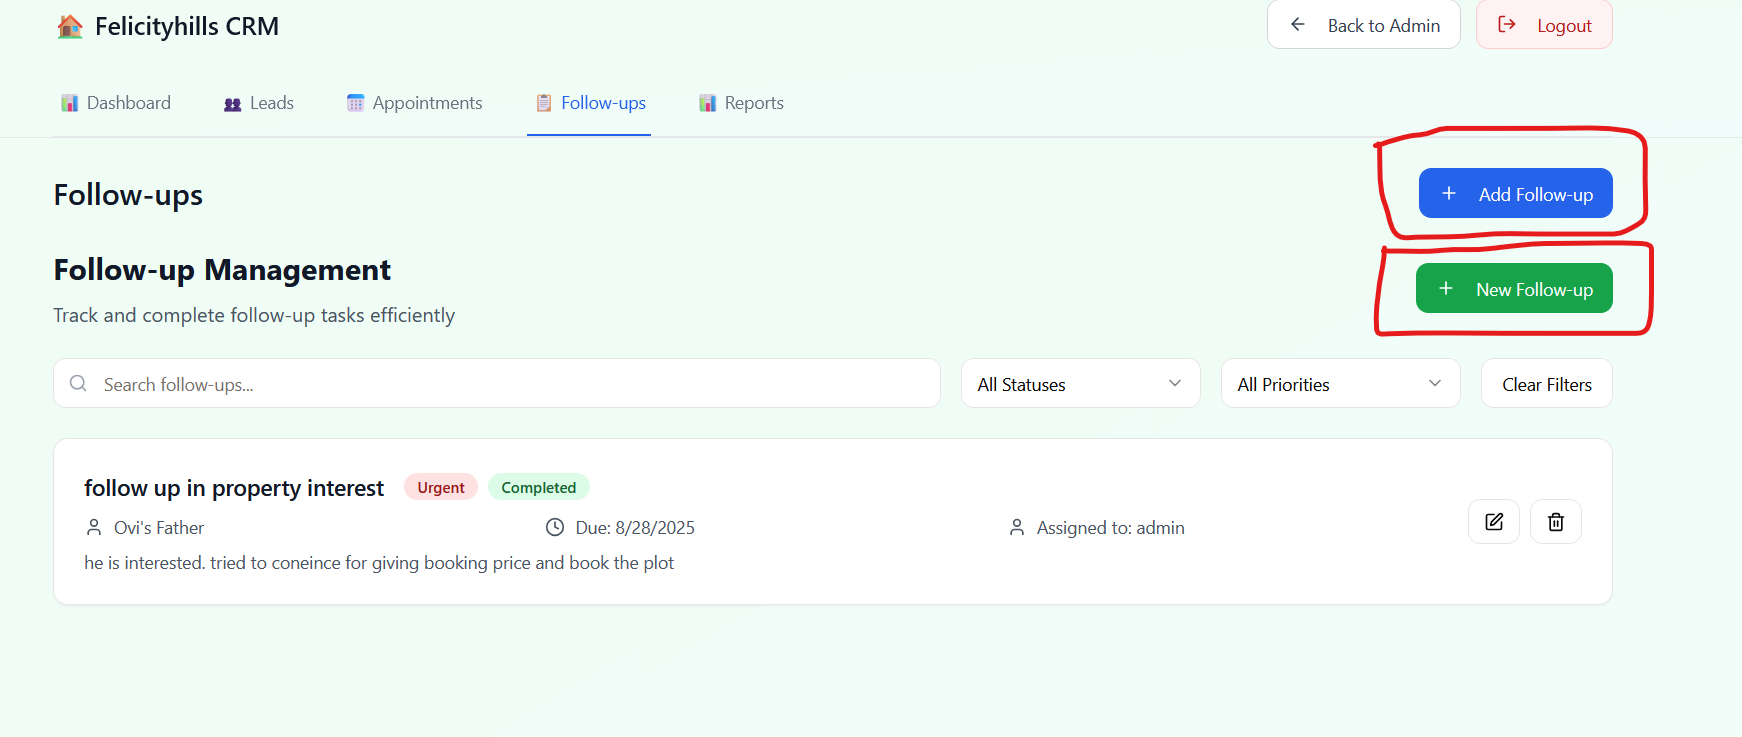 Felicityhills CRM
Back to Admin
Logout
Dashboard
Leads
Appointments
Follow-ups
Reports
Follow-ups
+ Add Follow-up
Follow-up Management
+ New Follow-up
Track and complete follow-up tasks efficiently
Search follow-ups...
All Statuses
All Priorities
Clear Filters
follow up in property interest
Urgent
Completed
Ovi's Father
Due: 8/28/2025
Assigned to: admin
he is interested. tried to coneince for giving booking price and book the plot